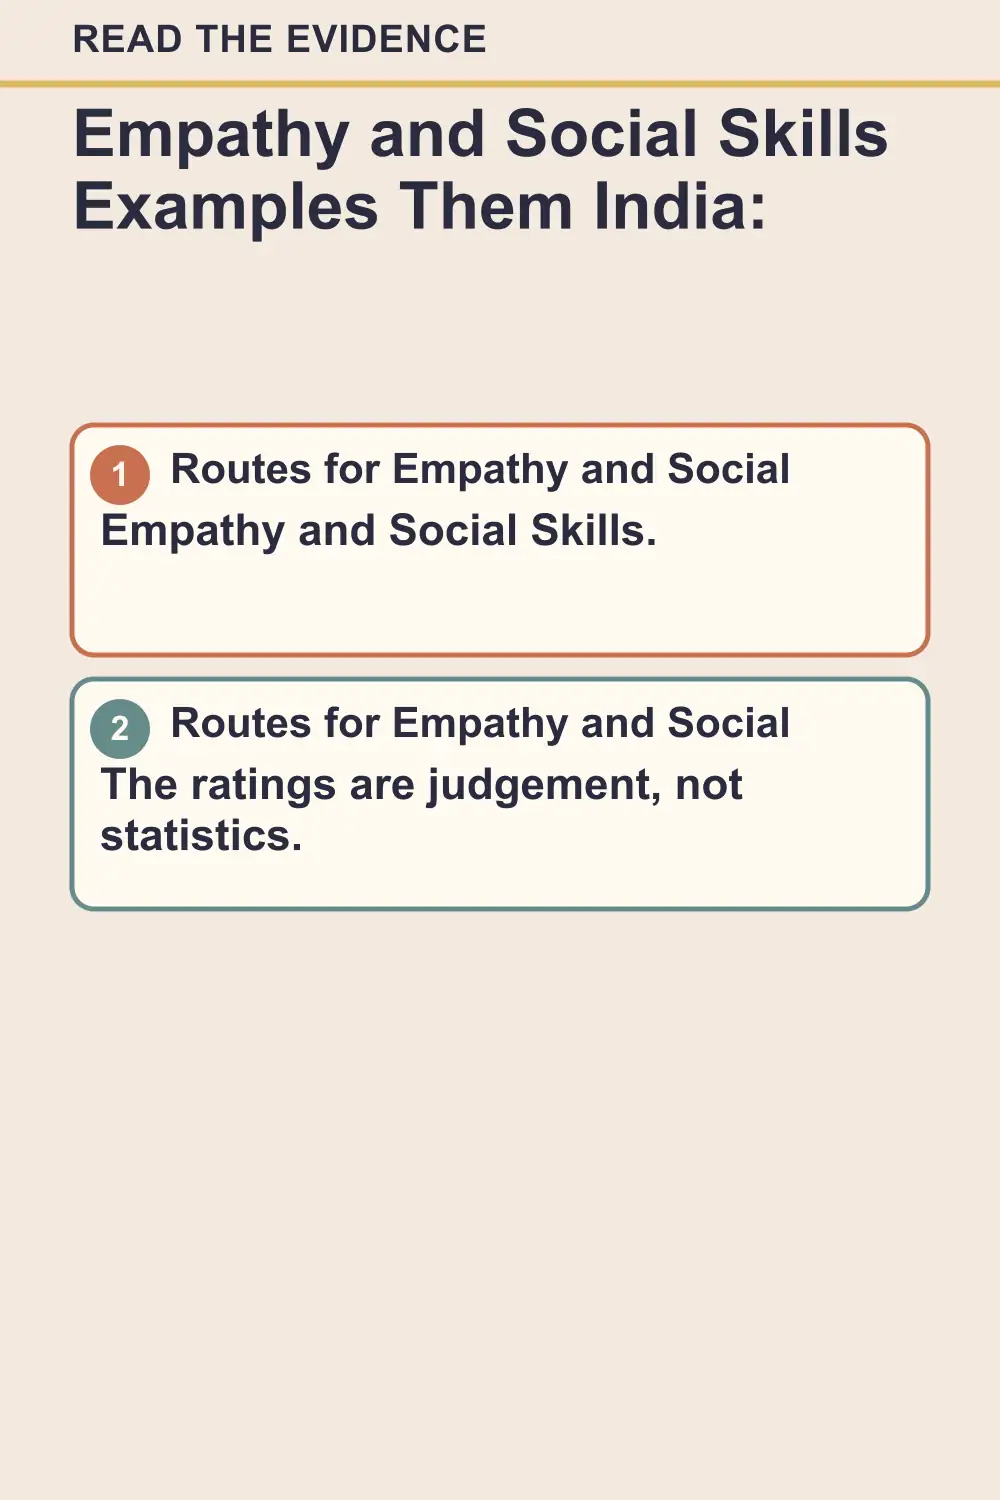 READ THE EVIDENCE
Empathy and Social Skills
Examples Them India:
1 Routes for Empathy and Social
Empathy and Social Skills.
2 Routes for Empathy and Social
The ratings are judgement, not
statistics.